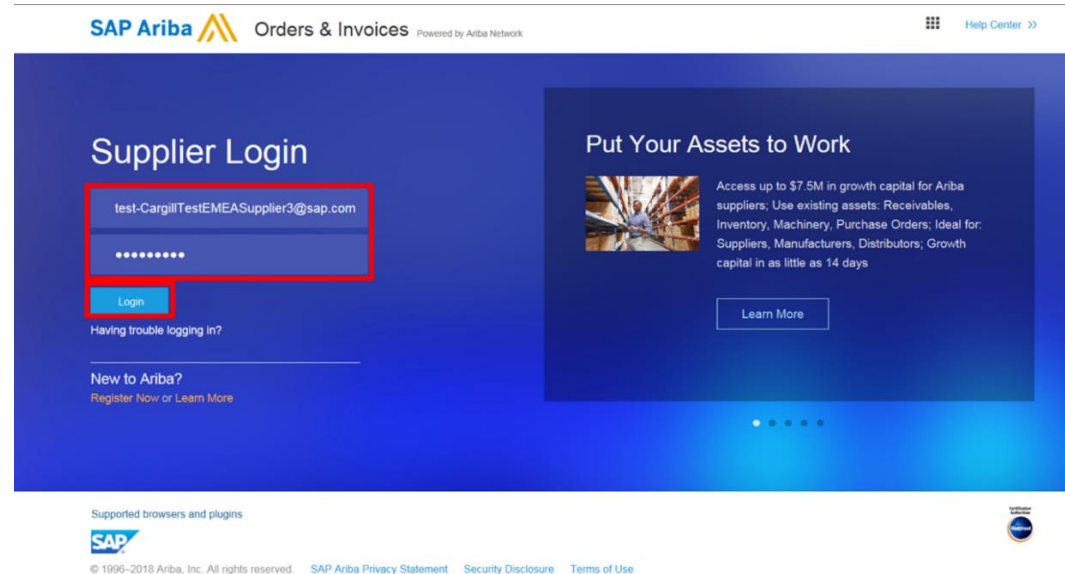 SAP Ariba Orders & Invoices Powered by Ariba Network
Help Center >>
Supplier Login
test-CargillTestEMEASupplier3@sap.com
•••••••••
Login
Having trouble logging in?
New to Ariba?
Register Now or Learn More
Put Your Assets to Work
Access up to $7.5M in growth capital for Ariba
suppliers; Use existing assets: Receivables,
Inventory, Machinery, Purchase Orders; Ideal for:
Suppliers, Manufacturers, Distributors; Growth
capital in as little as 14 days
Learn More
Supported browsers and plugins
SAP
© 1996–2018 Ariba, Inc. All rights reserved. SAP Ariba Privacy Statement Security Disclosure Terms of Use